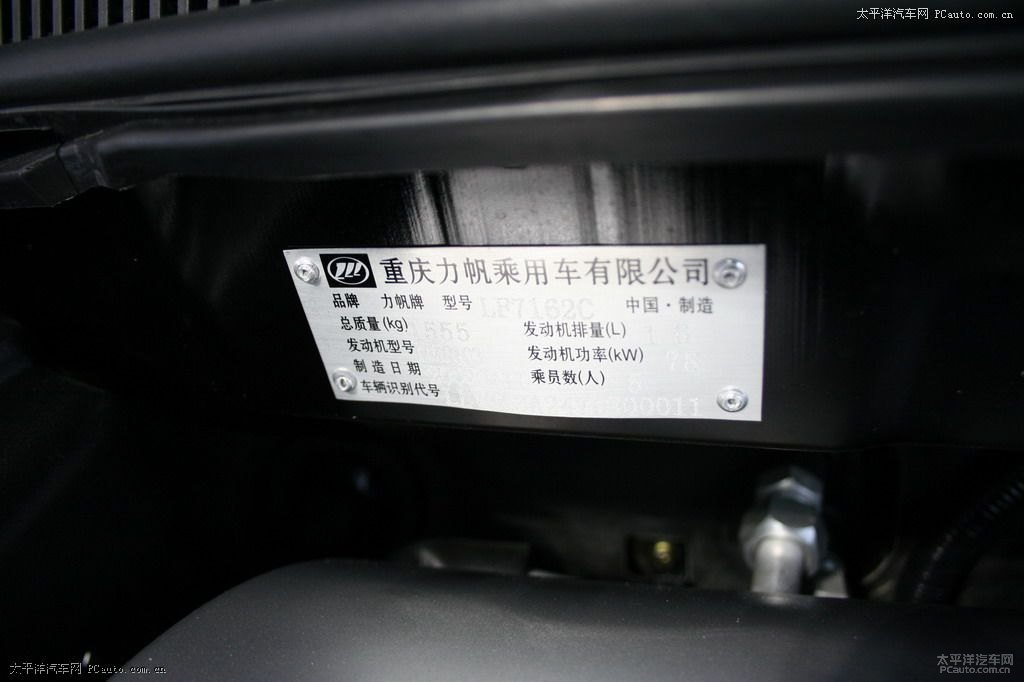 太平洋汽车网 PCauto.com.cn
重庆力帆乘用车有限公司
品牌 力帆牌 型号 LF7162C 中国·制造
总质量(kg) 1555 发动机排量(L)
发动机型号 发动机功率(kW) 78
制造日期 乘员数(人)
车辆识别代号
太平洋汽车网 PCauto.com.cn
太平洋汽车网
PCauto.com.cn